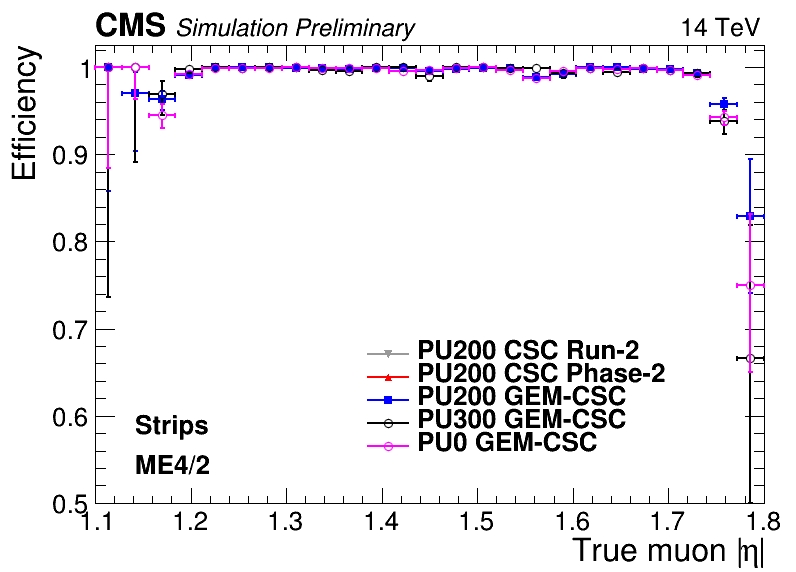 CMS Simulation Preliminary 14 TeV
Efficiency
1
0.9
0.8
0.7
0.6
0.5
PU200 CSC Run-2
PU200 CSC Phase-2
PU200 GEM-CSC
PU300 GEM-CSC
PU0 GEM-CSC
Strips
ME4/2
1.1 1.2 1.3 1.4 1.5 1.6 1.7 1.8
True muon |η|